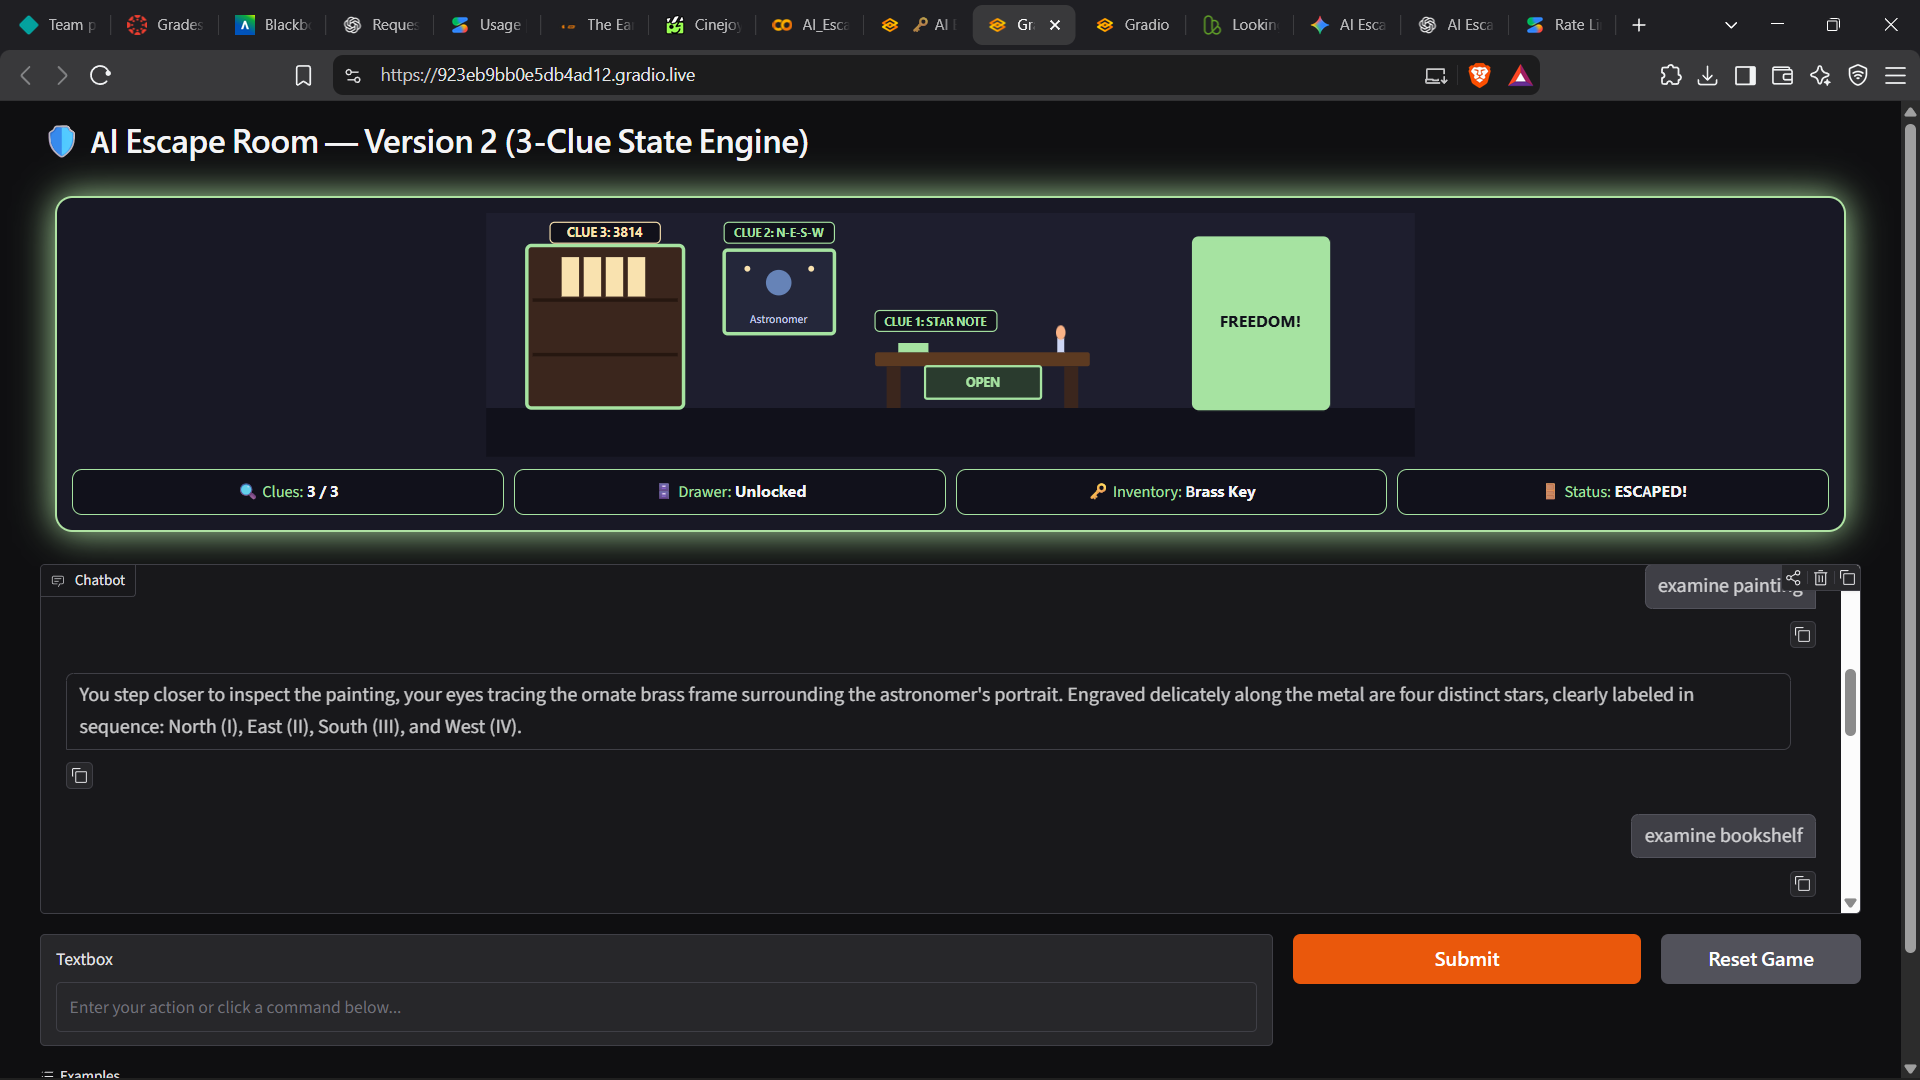 Team p
Grades
Blackb
Reques
Usage
The Ea
Cinejoy
AI_Esca
AI E
Gr
Gradio
Lookin
AI Esca
AI Esca
Rate Li
https://923eb9bb0e5db4ad12.gradio.live
AI Escape Room — Version 2 (3-Clue State Engine)
CLUE 3: 3814
CLUE 2: N-E-S-W
Astronomer
CLUE 1: STAR NOTE
OPEN
FREEDOM!
Clues: 3 / 3
Drawer: Unlocked
Inventory: Brass Key
Status: ESCAPED!
Chatbot
examine painting
You step closer to inspect the painting, your eyes tracing the ornate brass frame surrounding the astronomer's portrait. Engraved delicately along the metal are four distinct stars, clearly labeled in
sequence: North (I), East (II), South (III), and West (IV).
examine bookshelf
Textbox
Enter your action or click a command below...
Submit
Reset Game
Examples